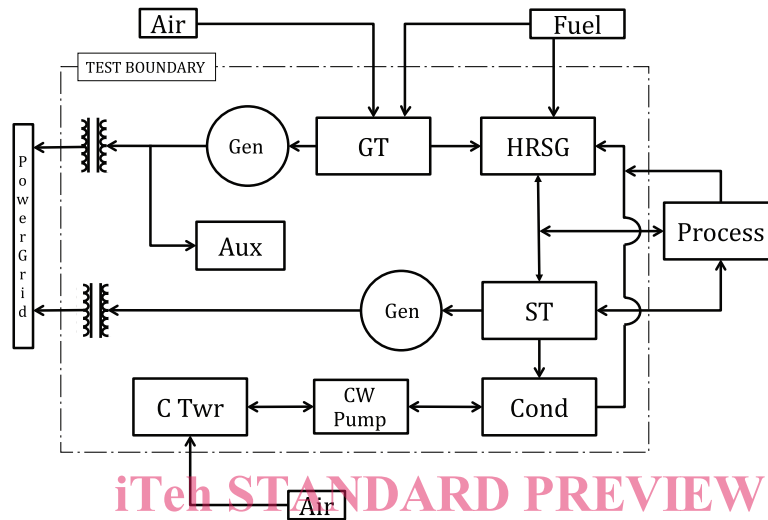 Air
Fuel
TEST BOUNDARY
PowerGrid
Gen
GT
HRSG
Aux
Process
Gen
ST
C Twr
CW
Pump
Cond
iTeh STANDARD PREVIEW
Air